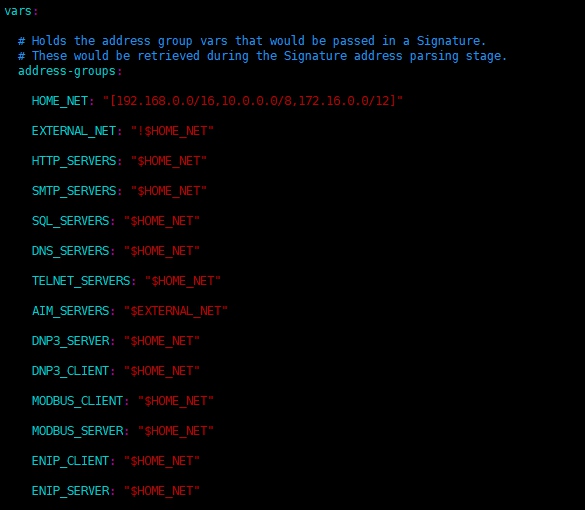 vars:
# Holds the address group vars that would be passed in a Signature.
# These would be retrieved during the Signature address parsing stage.
address-groups:
HOME_NET: "[192.168.0.0/16,10.0.0.0/8,172.16.0.0/12]"
EXTERNAL_NET: "!$HOME_NET"
HTTP_SERVERS: "$HOME_NET"
SMTP_SERVERS: "$HOME_NET"
SQL_SERVERS: "$HOME_NET"
DNS_SERVERS: "$HOME_NET"
TELNET_SERVERS: "$HOME_NET"
AIM_SERVERS: "$EXTERNAL_NET"
DNP3_SERVER: "$HOME_NET"
DNP3_CLIENT: "$HOME_NET"
MODBUS_CLIENT: "$HOME_NET"
MODBUS_SERVER: "$HOME_NET"
ENIP_CLIENT: "$HOME_NET"
ENIP_SERVER: "$HOME_NET"